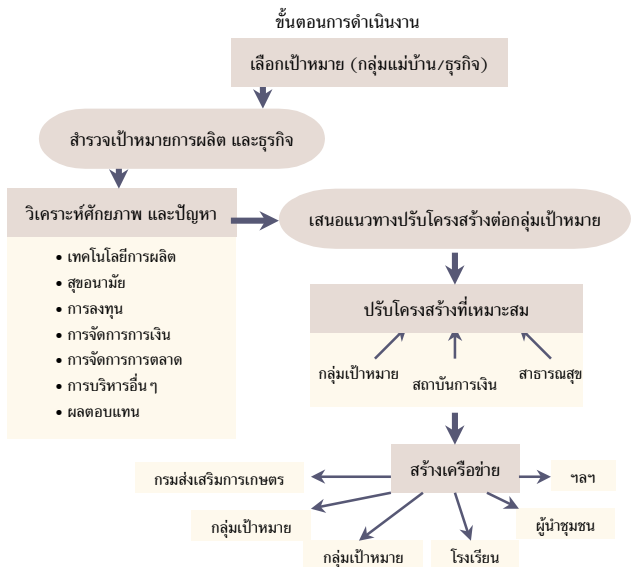 ขั้นตอนการดำเนินงาน
เลือกเป้าหมาย (กลุ่มแม่บ้าน/ธุรกิจ)
สำรวจเป้าหมายการผลิต และธุรกิจ
วิเคราะห์ศักยภาพ และปัญหา
เสนอแนวทางปรับโครงสร้างต่อกลุ่มเป้าหมาย
• เทคโนโลยีการผลิต
• สุขอนามัย
• การลงทุน
• การจัดการการเงิน
• การจัดการการตลาด
• การบริหารอื่น ๆ
• ผลตอบแทน
ปรับโครงสร้างที่เหมาะสม
กลุ่มเป้าหมาย
สถาบันการเงิน
สาธารณสุข
สร้างเครือข่าย
กรมส่งเสริมการเกษตร
ฯลฯ
กลุ่มเป้าหมาย
ผู้นำชุมชน
กลุ่มเป้าหมาย
โรงเรียน